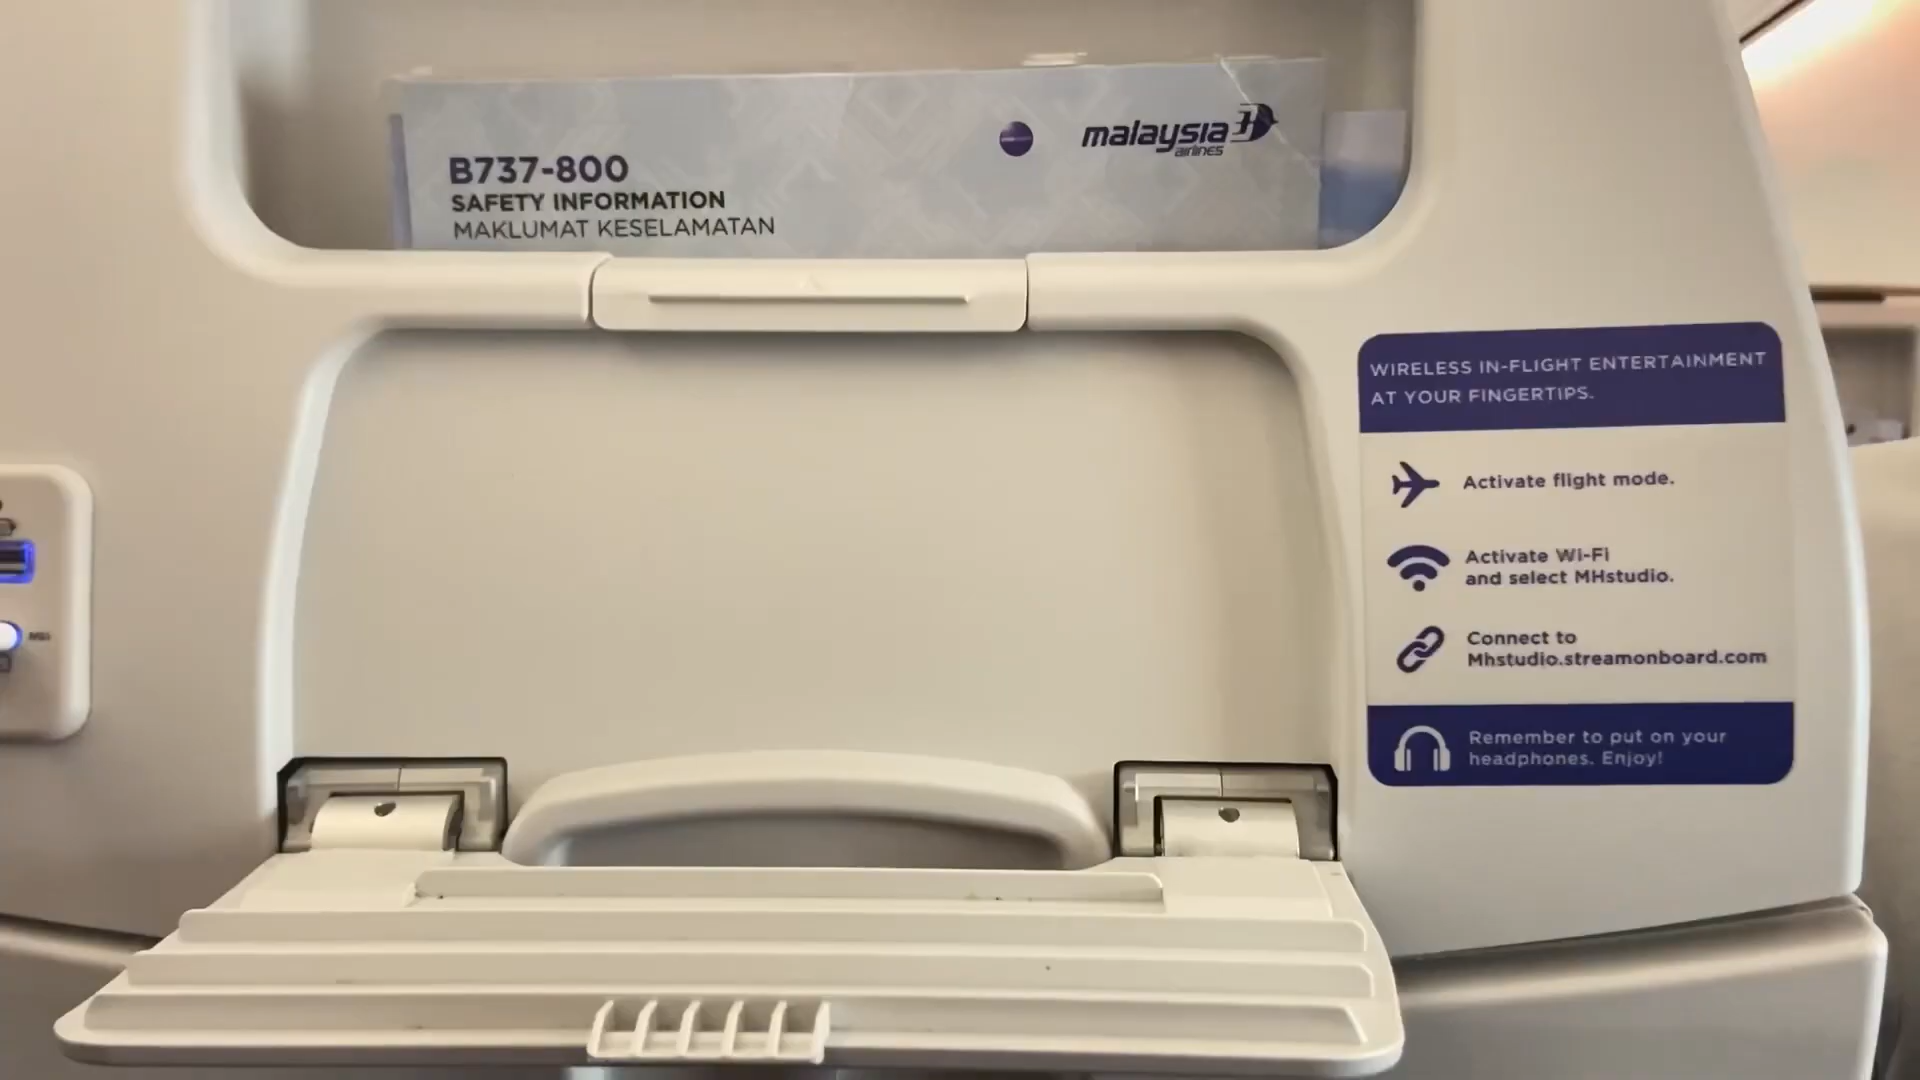 malaysia
airlines
B737-800
SAFETY INFORMATION
MAKLUMAT KESELAMATAN
WIRELESS IN-FLIGHT ENTERTAINMENT
AT YOUR FINGERTIPS.
Activate flight mode.
Activate Wi-Fi
and select MHstudio.
Connect to
Mhstudio.streamonboard.com
Remember to put on your
headphones. Enjoy!